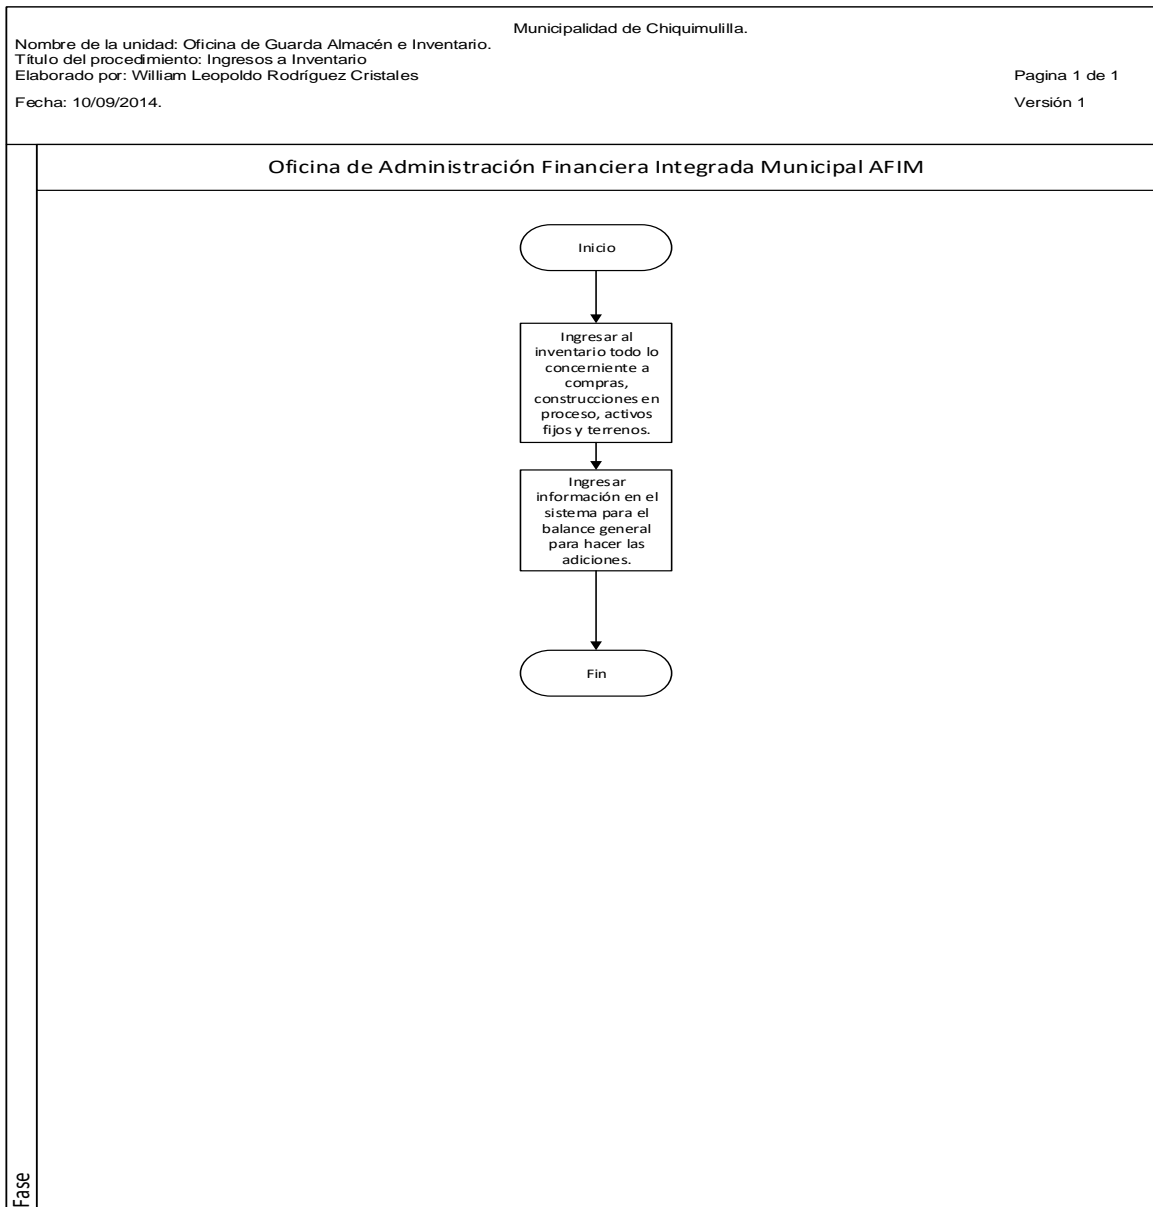 Municipalidad de Chiquimulilla.
Nombre de la unidad: Oficina de Guarda Almacén e Inventario.
Título del procedimiento: Ingresos a Inventario
Elaborado por: William Leopoldo Rodríguez Cristales
Pagina 1 de 1
Fecha: 10/09/2014.
Versión 1
Oficina de Administración Financiera Integrada Municipal AFIM
Inicio
Ingresar al
inventario todo lo
concerniente a
compras,
construcciones en
proceso, activos
fijos y terrenos.
Ingresar
información en el
sistema para el
balance general
para hacer las
adiciones.
Fin
Fase